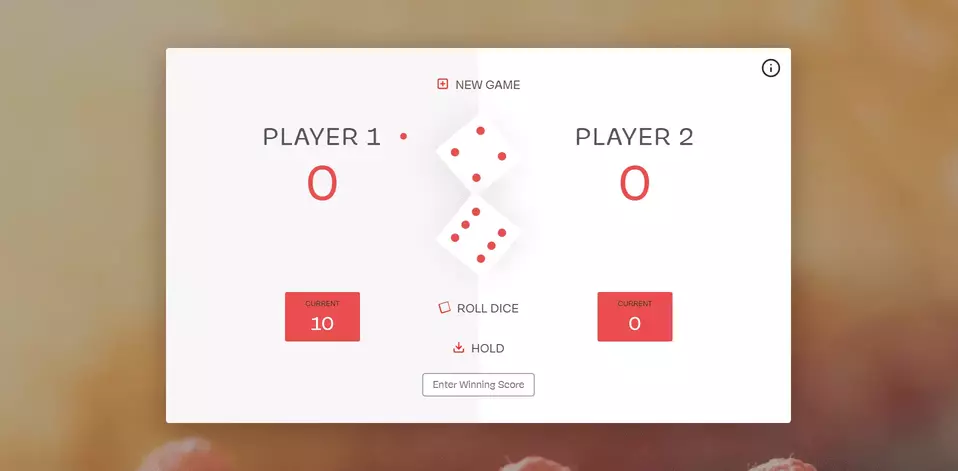 NEW GAME
PLAYER 1
0
PLAYER 2
0
CURRENT
10
CURRENT
0
ROLL DICE
HOLD
Enter Winning Score